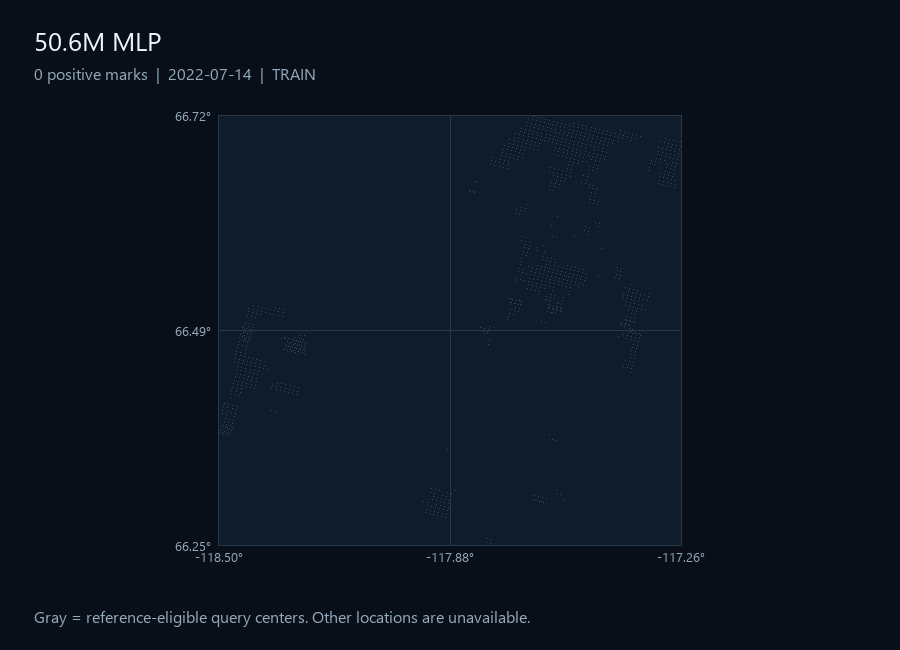 50.6M MLP
0 positive marks | 2022-07-14 | TRAIN
66.72°
66.49°
66.25°
-118.50°
-117.88°
-117.26°
Gray = reference-eligible query centers. Other locations are unavailable.